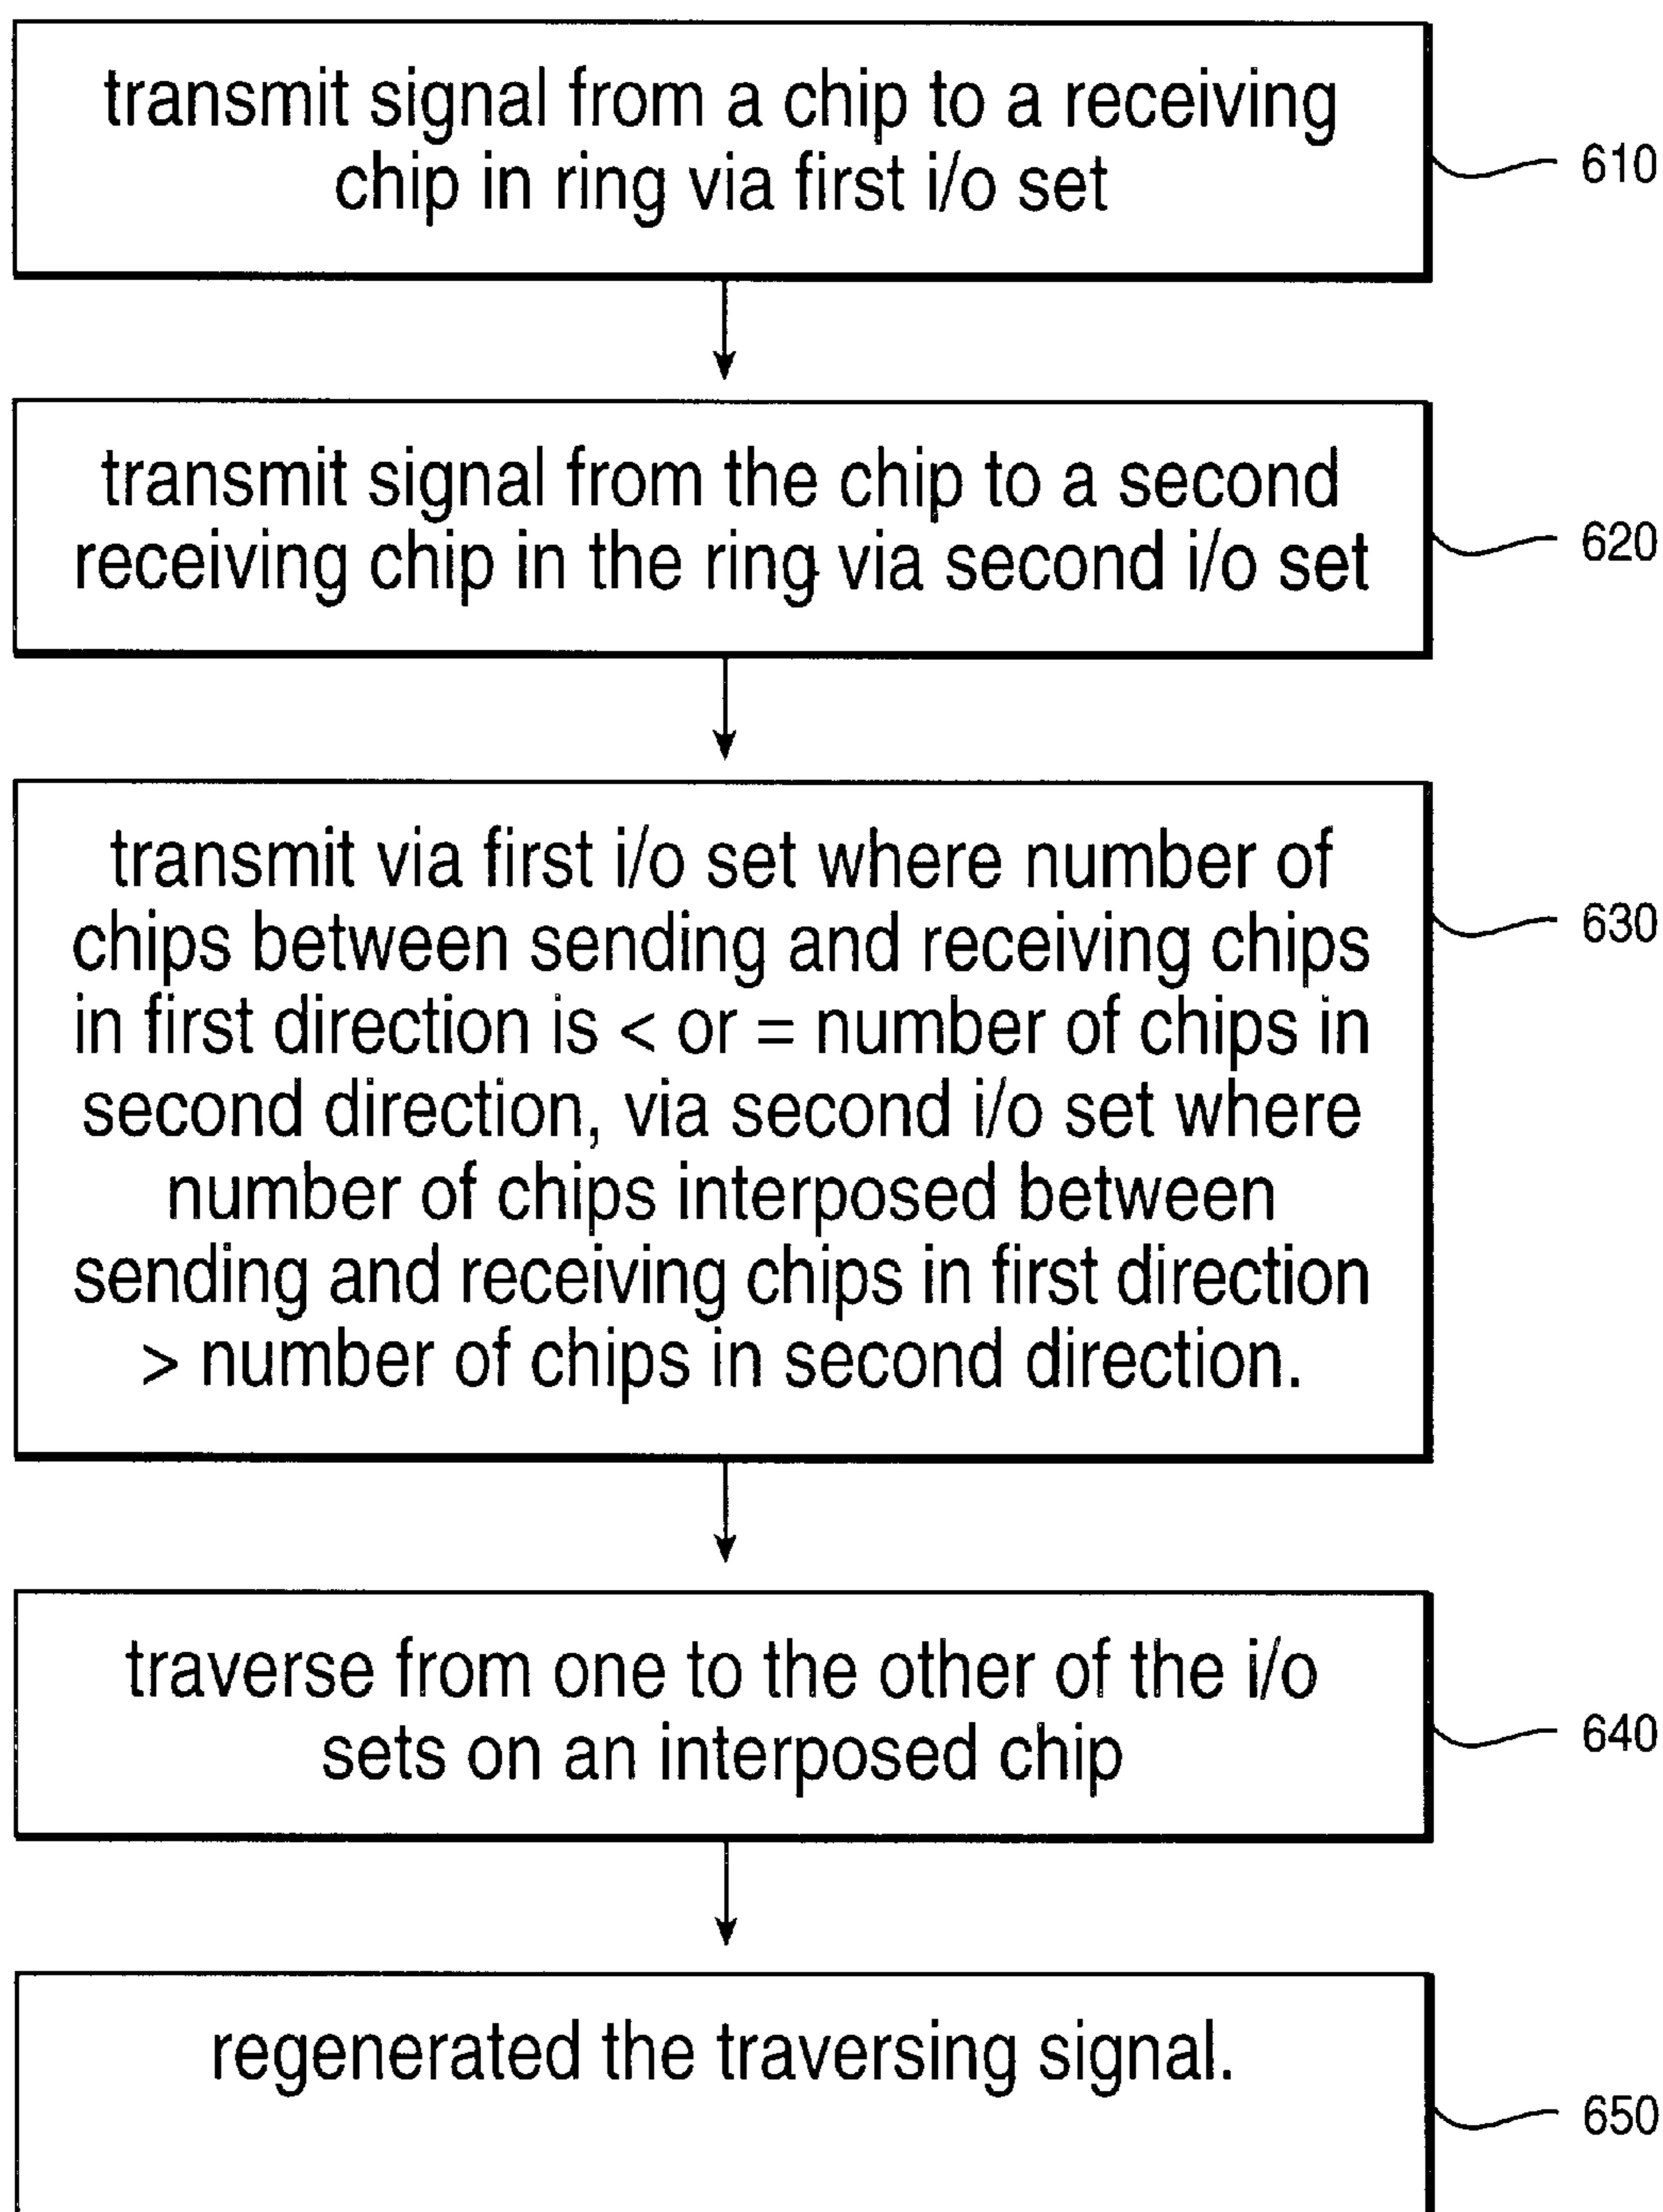 transmit signal from a chip to a receiving
chip in ring via first i/o set
610
transmit signal from the chip to a second
receiving chip in the ring via second i/o set
620
transmit via first i/o set where number of
chips between sending and receiving chips
in first direction is < or = number of chips in
second direction, via second i/o set where
number of chips interposed between
sending and receiving chips in first direction
> number of chips in second direction.
630
traverse from one to the other of the i/o
sets on an interposed chip
640
regenerated the traversing signal.
650